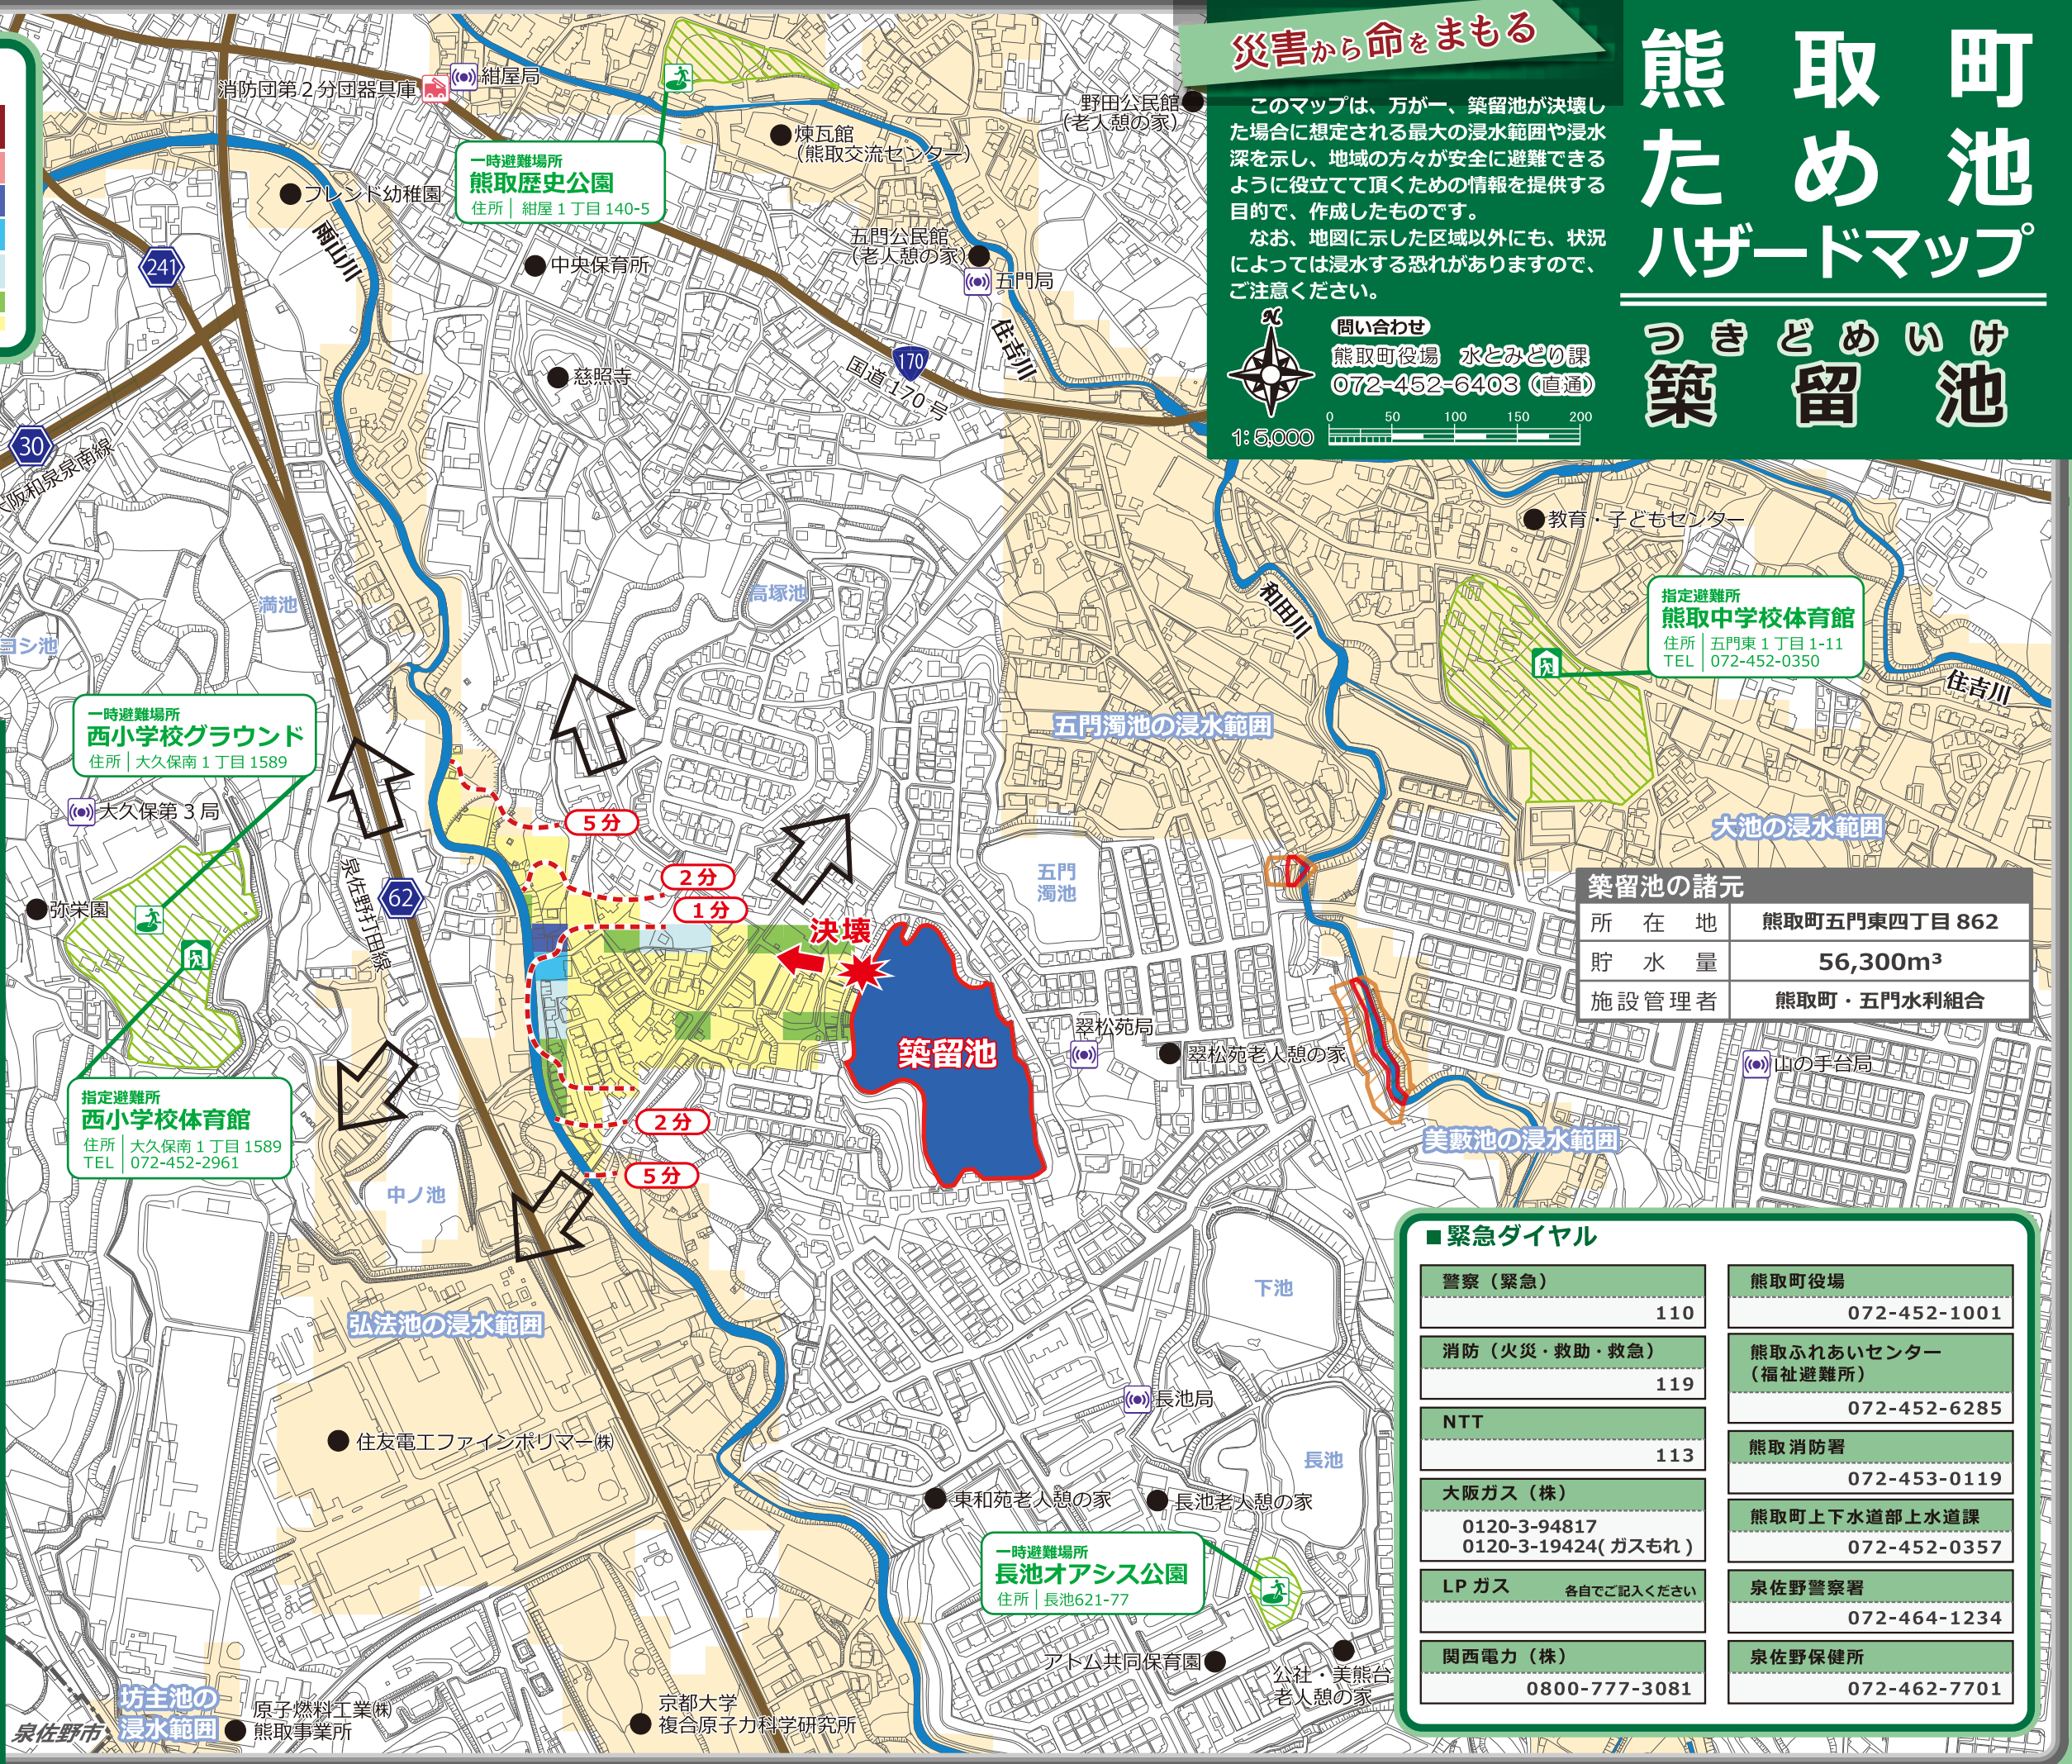 災害から命をまもる
このマップは、万が一、築留池が決壊し
た場合に想定される最大の浸水範囲や浸水
深を示し、地域の方々が安全に避難できる
ように役立てて頂くための情報を提供する
目的で、作成したものです。
なお、地図に示した区域以外にも、状況
によっては浸水する恐れがありますので、
ご注意ください。
問い合わせ
熊取町役場 水とみどり課
072-452-6403(直通)
N
1:5,000
0 50 100 150 200
熊取町
ため池
ハザードマップ
つきどめいけ
築留池
消防団第2分団器具庫
紺屋局
煉瓦館
(熊取交流センター)
野田公民館
(老人憩の家)
一時避難場所
熊取歴史公園
住所 紺屋1丁目140-5
フレンド幼稚園
雨山川
241
中央保育所
五門公民館
(老人憩の家)
五門局
住吉川
170
国道170号
慈照寺
30
大阪和泉泉南線
教育・子どもセンター
高塚池
満池
ヨシ池
和田川
指定避難所
熊取中学校体育館
住所 五門東1丁目1-11
TEL 072-452-0350
住吉川
一時避難場所
西小学校グラウンド
住所 大久保南1丁目1589
五門濁池の浸水範囲
大久保第3局
5分
大池の浸水範囲
泉佐野打田線
62
弥栄園
2分
1分
五門
濁池
決壊
築留池
築留池の諸元
所在地 熊取町五門東四丁目862
貯水量 56,300m³
施設管理者 熊取町・五門水利組合
翠松苑局
翠松苑老人憩の家
山の手台局
指定避難所
西小学校体育館
住所 大久保南1丁目1589
TEL 072-452-2961
2分
5分
美藪池の浸水範囲
中ノ池
下池
弘法池の浸水範囲
長池局
住友電工ファインポリマー㈱
長池
東和苑老人憩の家
長池老人憩の家
一時避難場所
長池オアシス公園
住所 長池621-77
アトム共同保育園
公社・美熊台
老人憩の家
坊主池の
浸水範囲
泉佐野市
原子燃料工業㈱
熊取事業所
京都大学
複合原子力科学研究所
■緊急ダイヤル
警察(緊急)
110
消防(火災・救助・救急)
119
NTT
113
大阪ガス(株)
0120-3-94817
0120-3-19424(ガスもれ)
LPガス 各自でご記入ください
関西電力(株)
0800-777-3081
熊取町役場
072-452-1001
熊取ふれあいセンター
(福祉避難所)
072-452-6285
熊取消防署
072-453-0119
熊取町上下水道部上水道課
072-452-0357
泉佐野警察署
072-464-1234
泉佐野保健所
072-462-7701